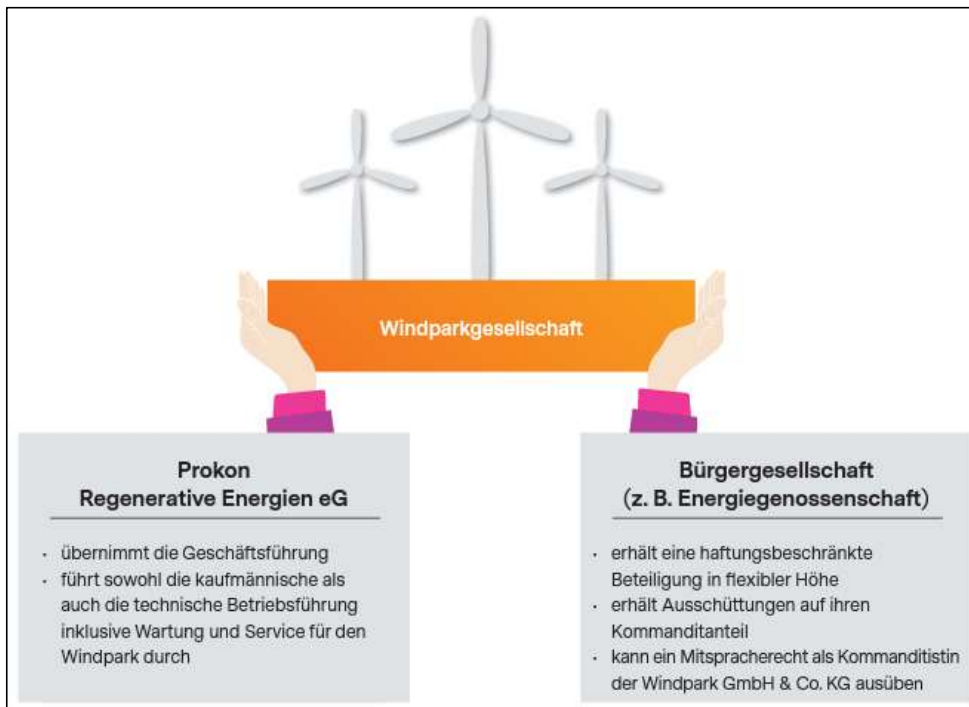 Windparkgesellschaft
Prokon
Regenerative Energien eG
· übernimmt die Geschäftsführung
· führt sowohl die kaufmännische als
auch die technische Betriebsführung
inklusive Wartung und Service für den
Windpark durch
Bürgergesellschaft
(z. B. Energiegenossenschaft)
· erhält eine haftungsbeschränkte
Beteiligung in flexibler Höhe
· erhält Ausschüttungen auf ihren
Kommanditanteil
· kann ein Mitspracherecht als Kommanditistin
der Windpark GmbH & Co. KG ausüben